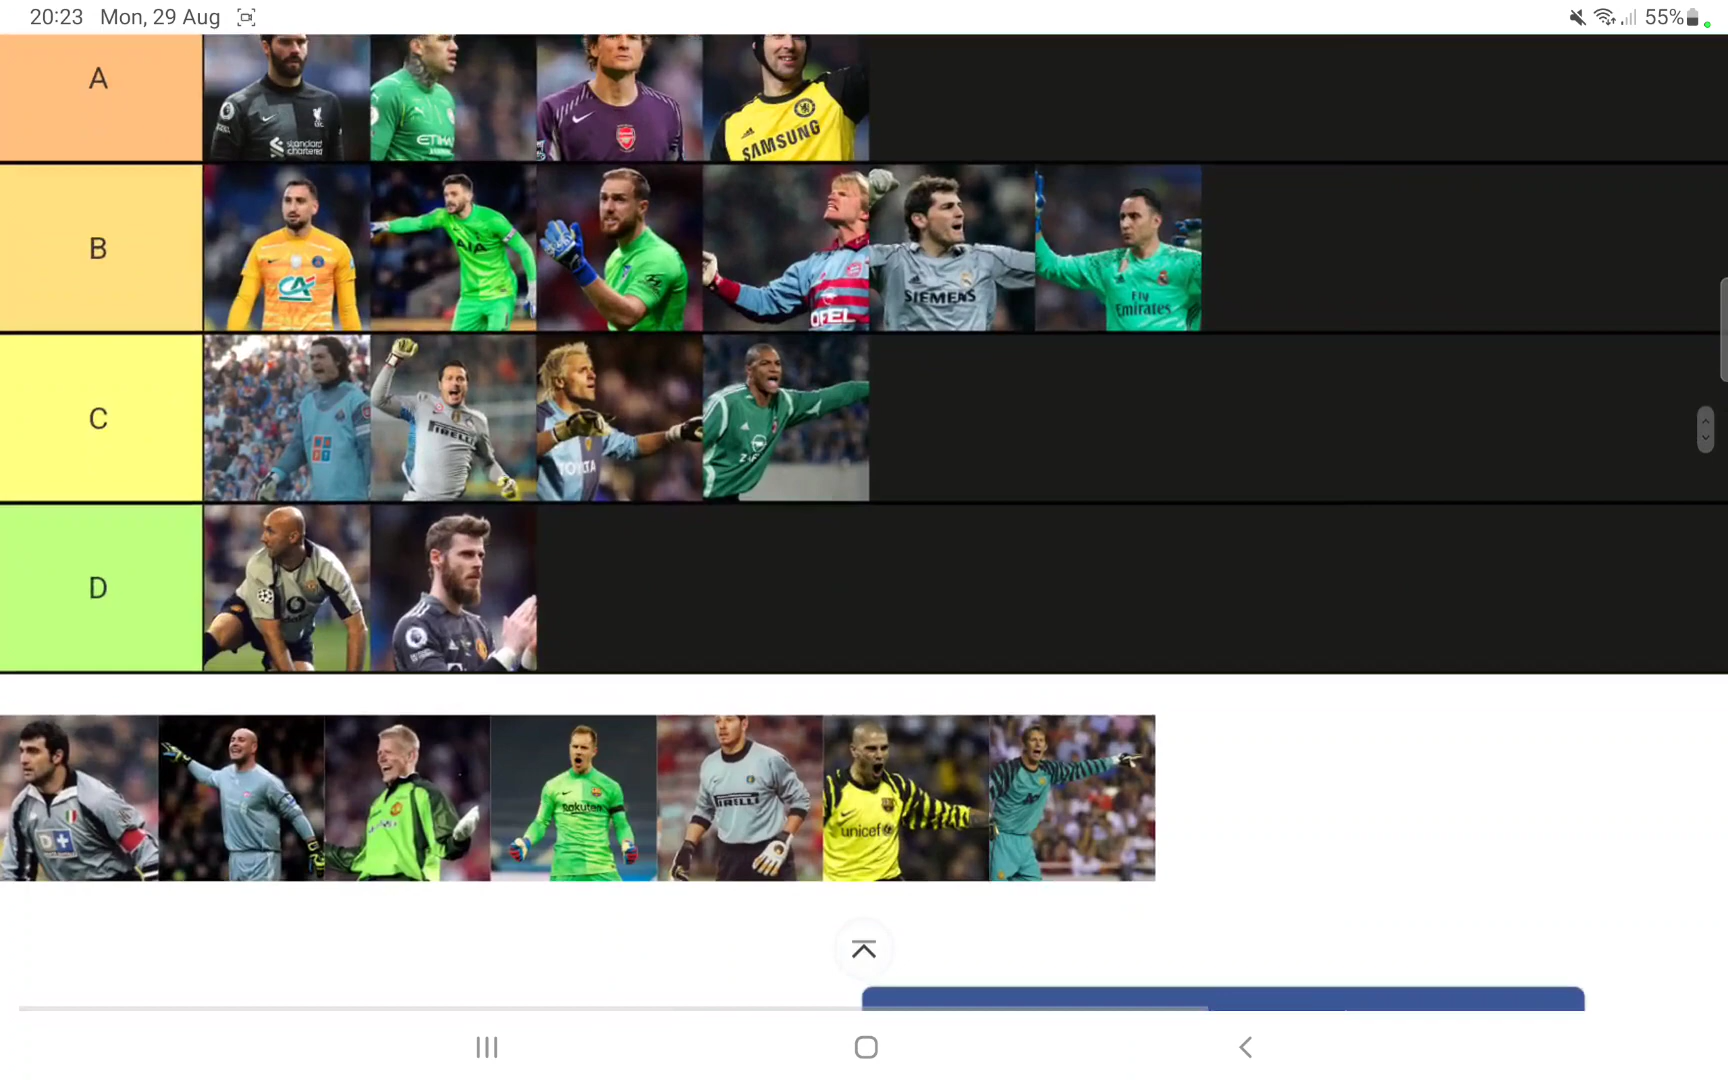 20:23 Mon, 29 Aug 55%
A
standard
chartered
ETIHAD
SAMSUNG
B
AIA
OPEL
SIEMENS
Fly
Emirates
C
PIRELLI
TOYOTA
D
D+
Rakuten
PIRELLI
unicef